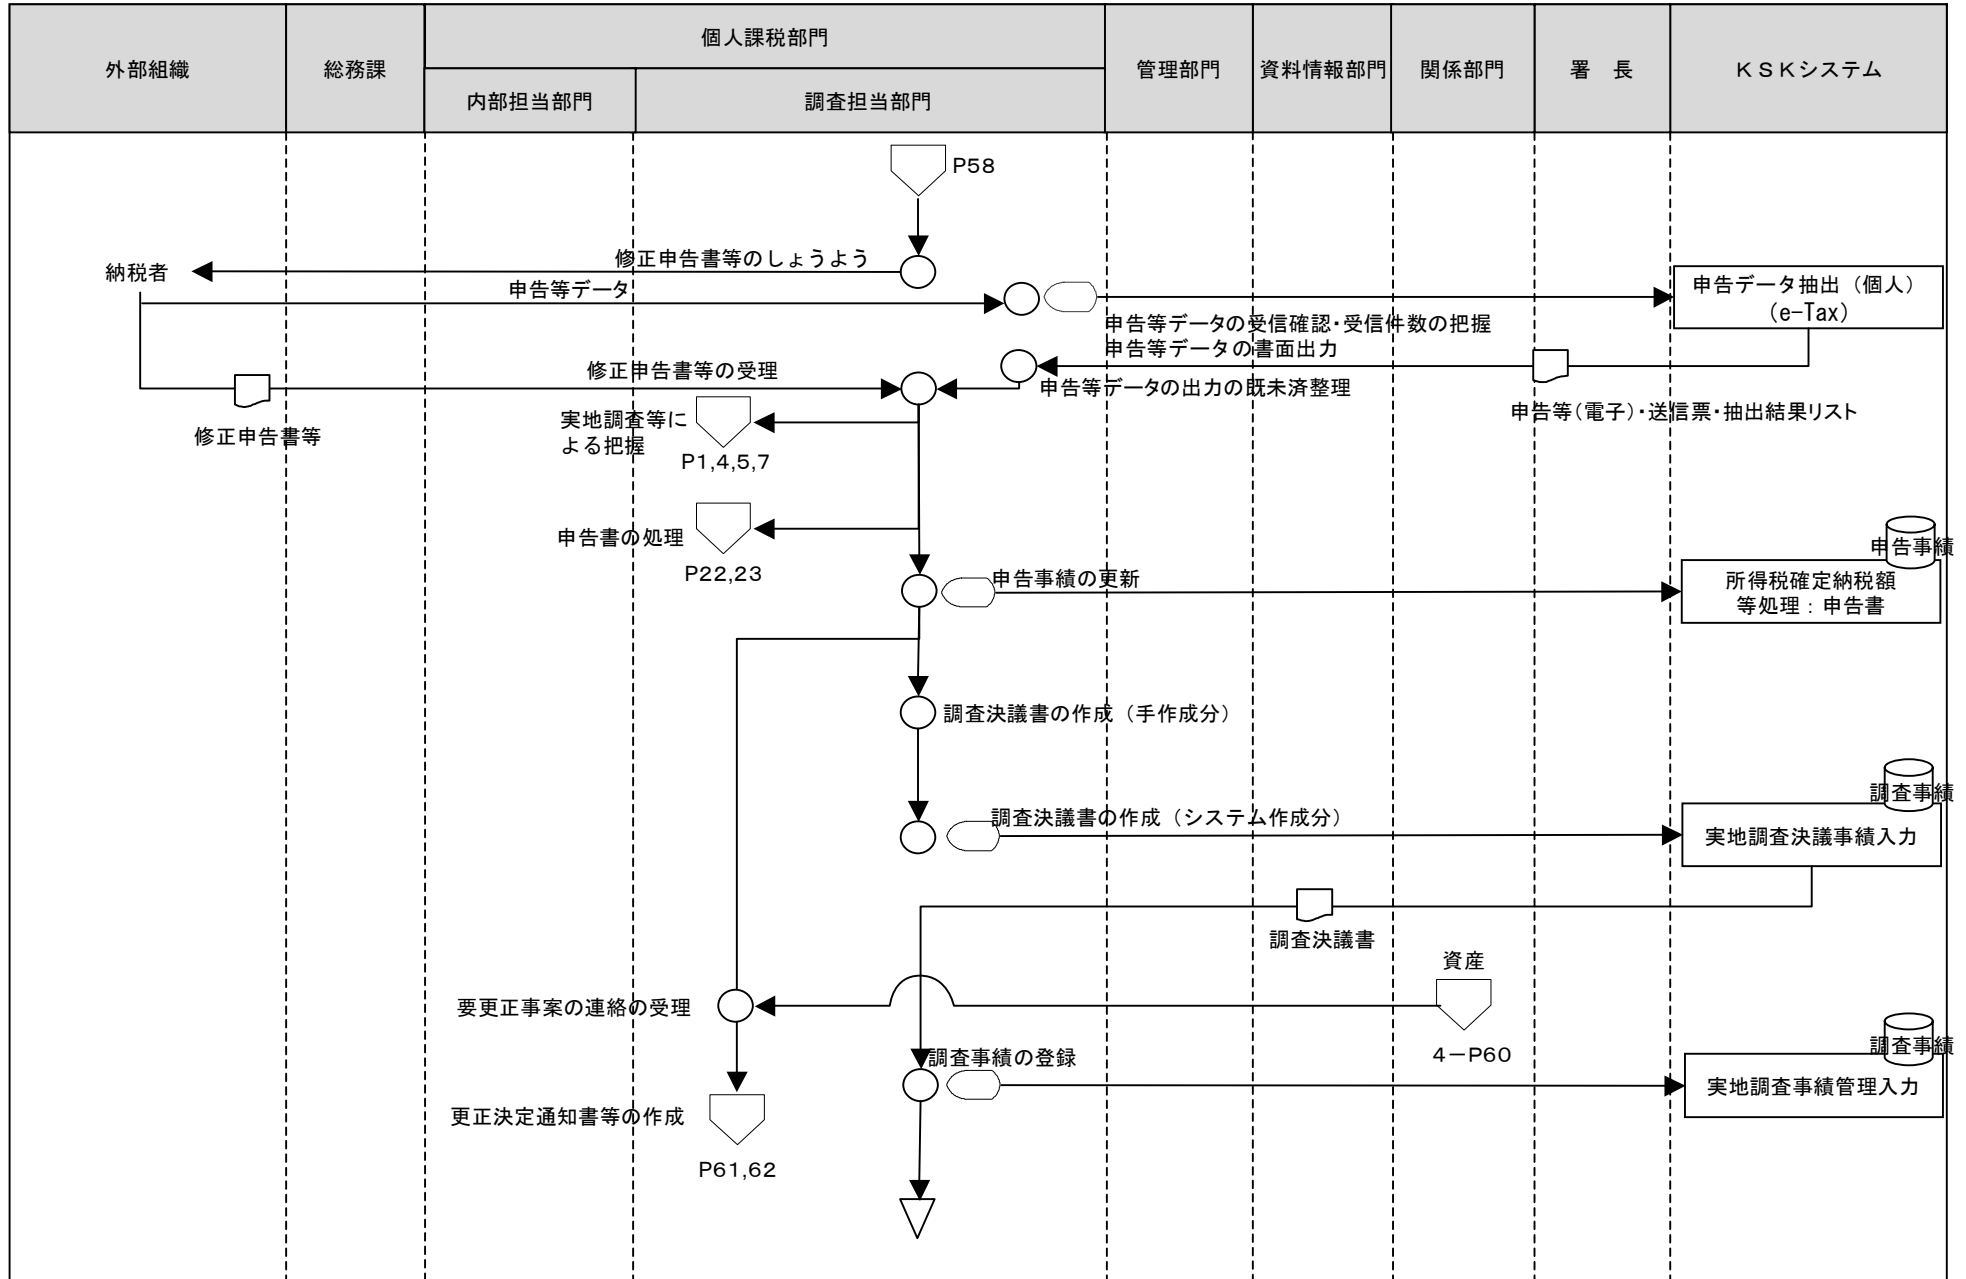 外部組織
総務課
個人課税部門
内部担当部門
調査担当部門
管理部門
資料情報部門
関係部門
署　長
ＫＳＫシステム
P58
修正申告書等のしょうよう
納税者
申告等データ
申告データ抽出（個人）
（e-Tax）
申告等データの受信確認・受信件数の把握
申告等データの書面出力
修正申告書等の受理
申告等データの出力の既未済整理
申告等（電子）・送信票・抽出結果リスト
修正申告書等
実地調査等に
よる把握
P1,4,5,7
申告書の処理
P22,23
申告事績
申告事績の更新
所得税確定納税額
等処理：申告書
調査決議書の作成（手作成分）
調査事績
調査決議書の作成（システム作成分）
実地調査決議事績入力
調査決議書
資産
要更正事案の連絡の受理
4－P60
調査事績
調査事績の登録
実地調査事績管理入力
更正決定通知書等の作成
P61,62